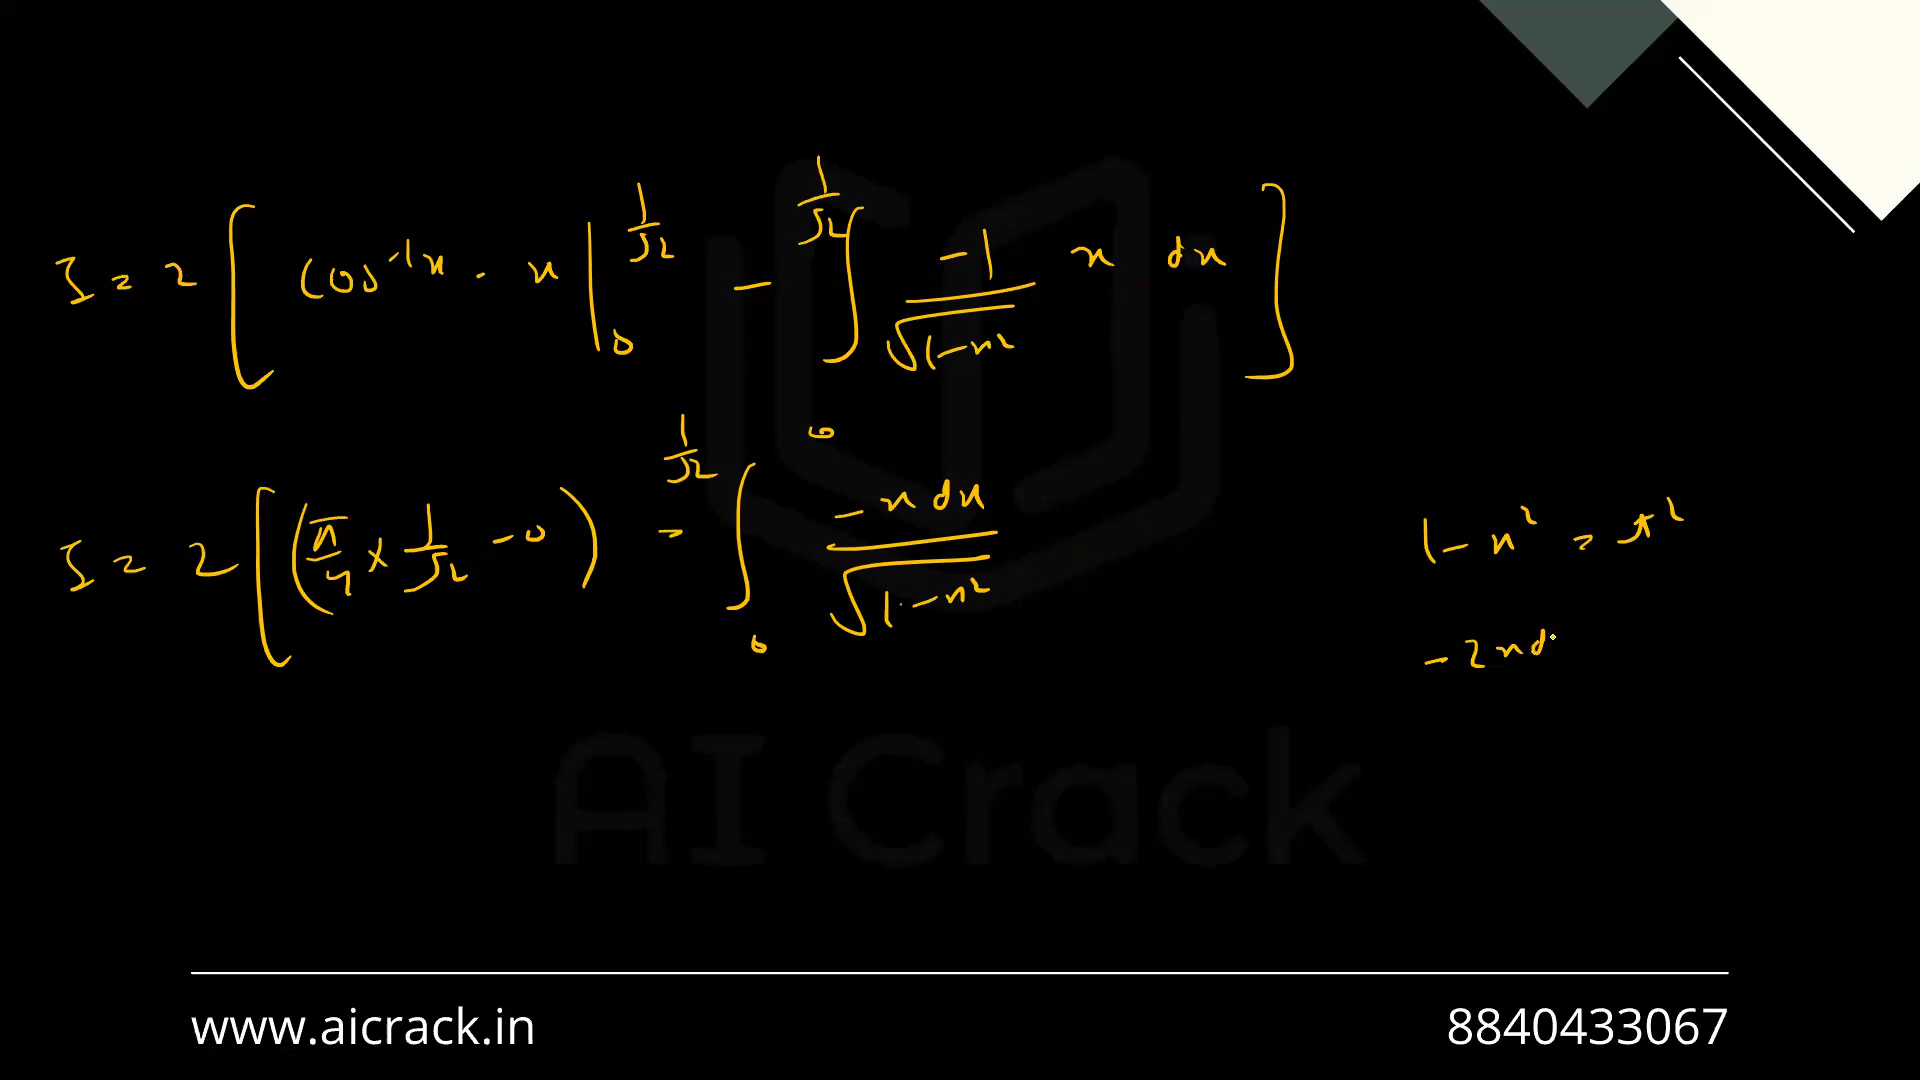 I = 2 [ cos⁻¹x · x |₀^(1/√2) − ∫₀^(1/√2) −1/√(1−x²) x dx ]
I = 2 [ (π/4 × 1/√2 − 0) = ∫₀^(1/√2) −x dx/√(1−x²)
1 − x² = t²
−2xd
AI Crack
www.aicrack.in
8840433067